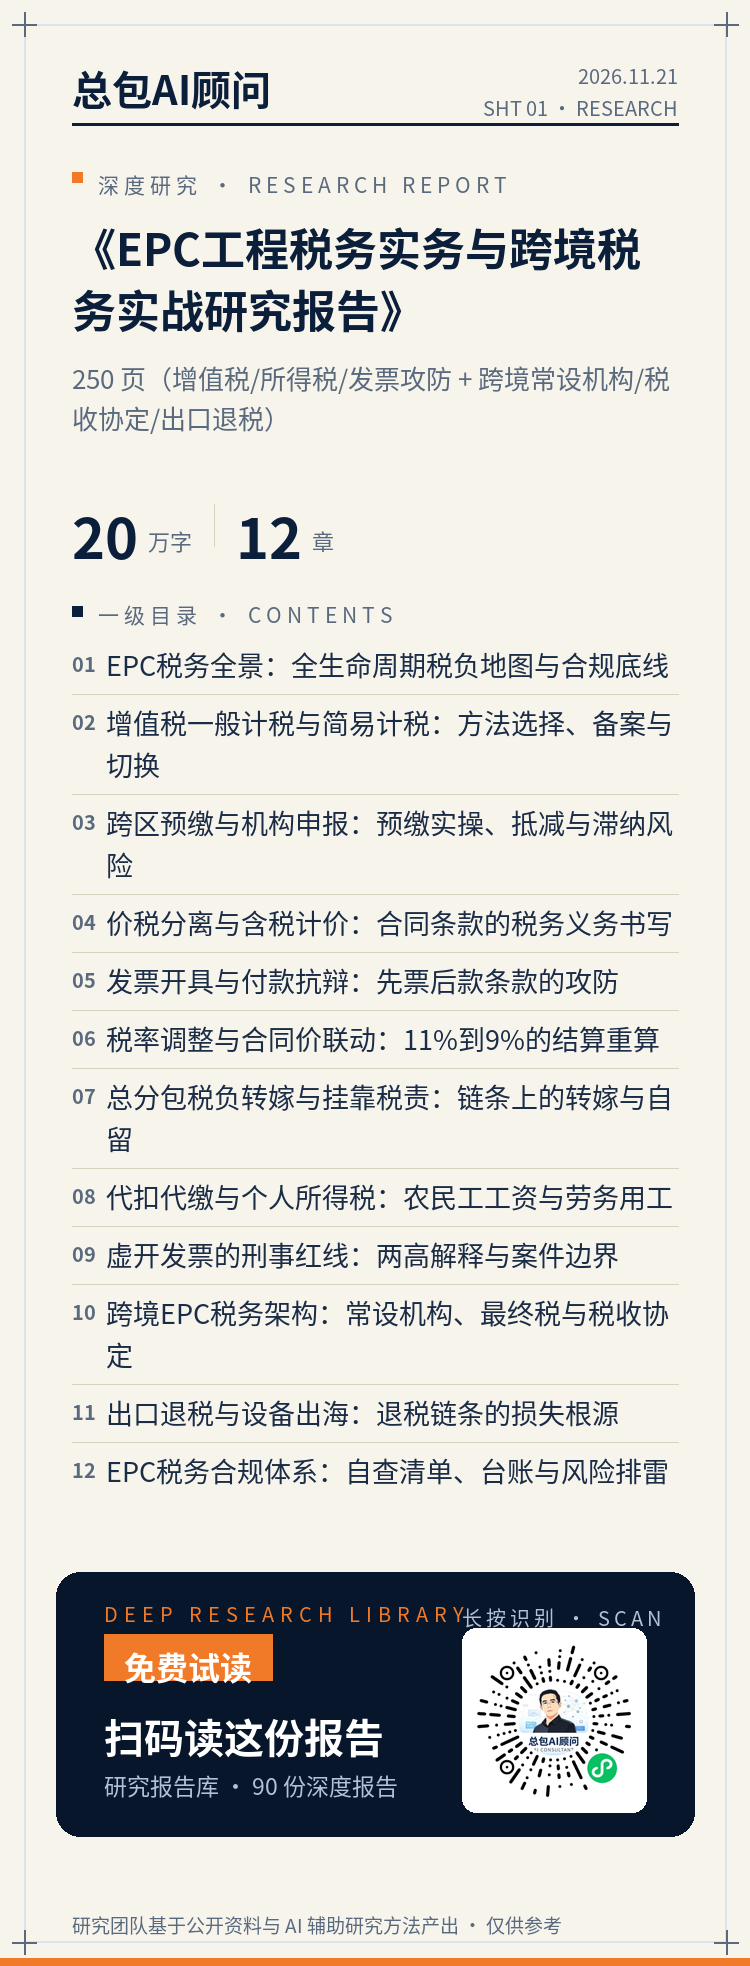 总包AI顾问
2026.11.21
SHT 01 • RESEARCH
深度研究 • RESEARCH REPORT
《EPC工程税务实务与跨境税
务实战研究报告》
250 页（增值税/所得税/发票攻防 + 跨境常设机构/税
收协定/出口退税）
20 万字 12 章
一级目录 • CONTENTS
01 EPC税务全景：全生命周期税负地图与合规底线
02 增值税一般计税与简易计税：方法选择、备案与
切换
03 跨区预缴与机构申报：预缴实操、抵减与滞纳风
险
04 价税分离与含税计价：合同条款的税务义务书写
05 发票开具与付款抗辩：先票后款条款的攻防
06 税率调整与合同价联动：11%到9%的结算重算
07 总分包税负转嫁与挂靠税责：链条上的转嫁与自
留
08 代扣代缴与个人所得税：农民工工资与劳务用工
09 虚开发票的刑事红线：两高解释与案件边界
10 跨境EPC税务架构：常设机构、最终税与税收协
定
11 出口退税与设备出海：退税链条的损失根源
12 EPC税务合规体系：自查清单、台账与风险排雷
DEEP RESEARCH LIBRARY
长按识别 • SCAN
免费试读
扫码读这份报告
研究报告库 • 90 份深度报告
总包AI顾问
AI CONSULTANT
研究团队基于公开资料与 AI 辅助研究方法产出 • 仅供参考